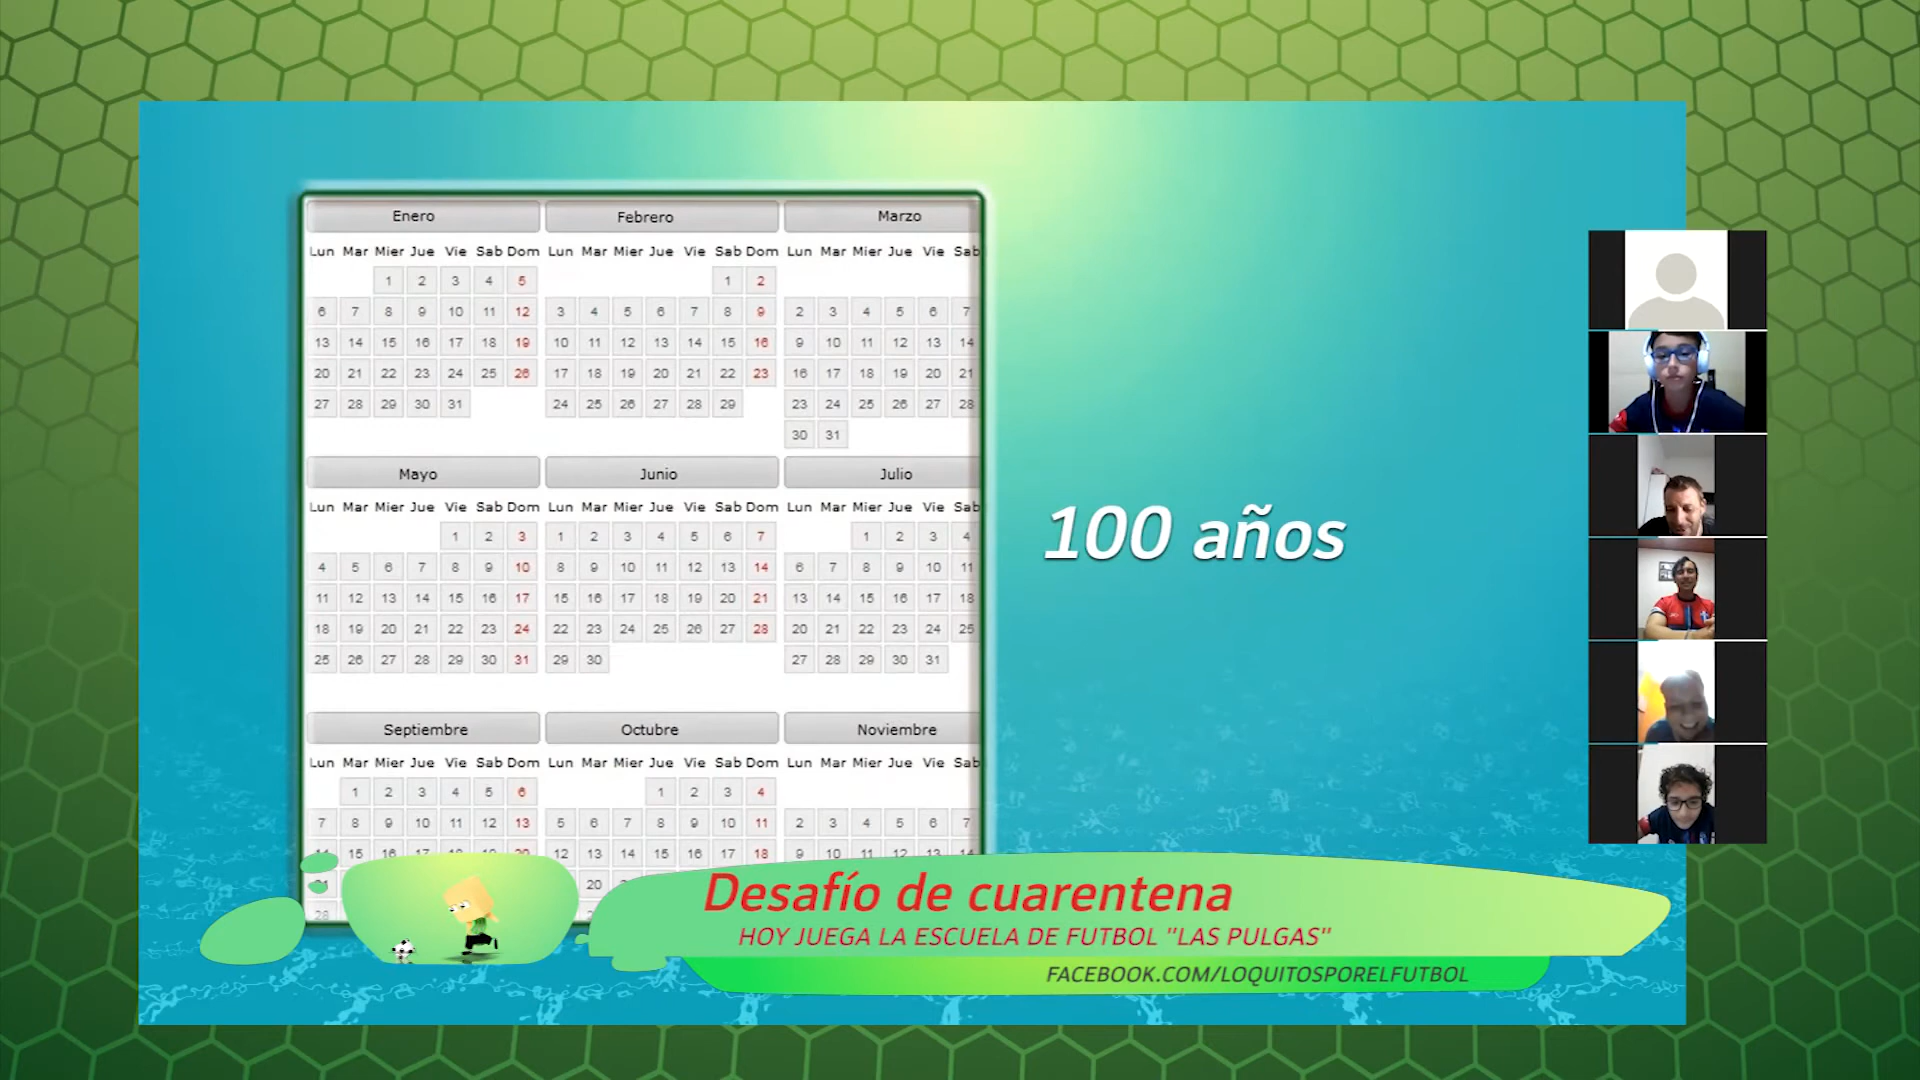 Enero Febrero Marzo
Lun Mar Mier Jue Vie Sab Dom Lun Mar Mier Jue Vie Sab Dom Lun Mar Mier Jue Vie Sab
1 2 3 4 5 1 2
6 7 8 9 10 11 12 3 4 5 6 7 8 9 2 3 4 5 6 7
13 14 15 16 17 18 19 10 11 12 13 14 15 16 9 10 11 12 13 14
20 21 22 23 24 25 26 17 18 19 20 21 22 23 16 17 18 19 20 21
27 28 29 30 31 24 25 26 27 28 29 23 24 25 26 27 28
30 31
Mayo Junio Julio
Lun Mar Mier Jue Vie Sab Dom Lun Mar Mier Jue Vie Sab Dom Lun Mar Mier Jue Vie Sab
1 2 3 1 2 3 4 5 6 7 1 2 3 4
4 5 6 7 8 9 10 8 9 10 11 12 13 14 6 7 8 9 10 11
11 12 13 14 15 16 17 15 16 17 18 19 20 21 13 14 15 16 17 18
18 19 20 21 22 23 24 22 23 24 25 26 27 28 20 21 22 23 24 25
25 26 27 28 29 30 31 29 30 27 28 29 30 31
Septiembre Octubre Noviembre
Lun Mar Mier Jue Vie Sab Dom Lun Mar Mier Jue Vie Sab Dom Lun Mar Mier Jue Vie Sab
1 2 3 4 5 6 1 2 3 4
7 8 9 10 11 12 13 5 6 7 8 9 10 11 2 3 4 5 6 7
14 15 16 17 18 19 20 12 13 14 15 16 17 18 9 10 11 12 13 14
21 20
28
100 años
Desafío de cuarentena
HOY JUEGA LA ESCUELA DE FUTBOL "LAS PULGAS"
FACEBOOK.COM/LOQUITOSPORELFUTBOL